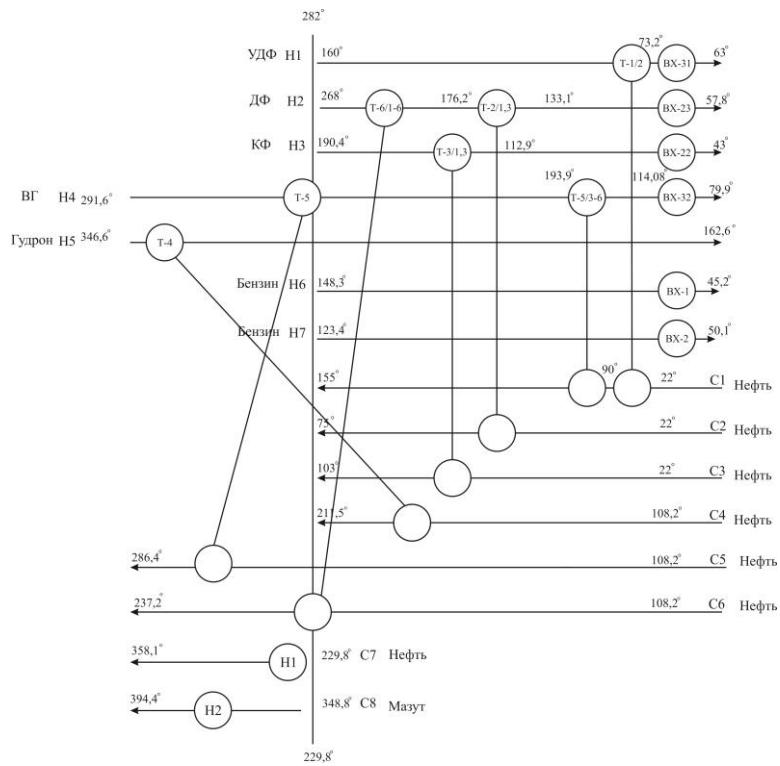 282°
УДФ Н1 160° Т-1/2 73,2° ВХ-31 63°
ДФ Н2 268° Т-6/1-6 176,2° Т-2/1,3 133,1° ВХ-23 57,8°
КФ Н3 190,4° Т-3/1,3 112,9° ВХ-22 43°
ВГ Н4 291,6° Т-5 193,9° Т-5/3-6 114,08° ВХ-32 79,9°
Гудрон Н5 346,6° Т-4 162,6°
Бензин Н6 148,3° ВХ-1 45,2°
Бензин Н7 123,4° ВХ-2 50,1°
155° 90° 22° С1 Нефть
75° 22° С2 Нефть
103° 22° С3 Нефть
211,5° 108,2° С4 Нефть
286,4° 108,2° С5 Нефть
237,2° 108,2° С6 Нефть
358,1° Н1 229,8° С7 Нефть
394,4° Н2 348,8° С8 Мазут
229,8°